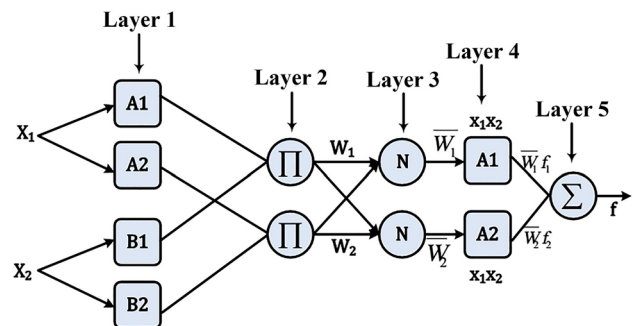 Layer 1
Layer 2
Layer 3
Layer 4
Layer 5
X₁
X₂
A1
A2
B1
B2
∏
∏
W₁
W₂
N
N
W̅₁
W̅₂
x₁x₂
A1
A2
x₁x₂
W̅₁f₁
W̅₂f₂
Σ
f